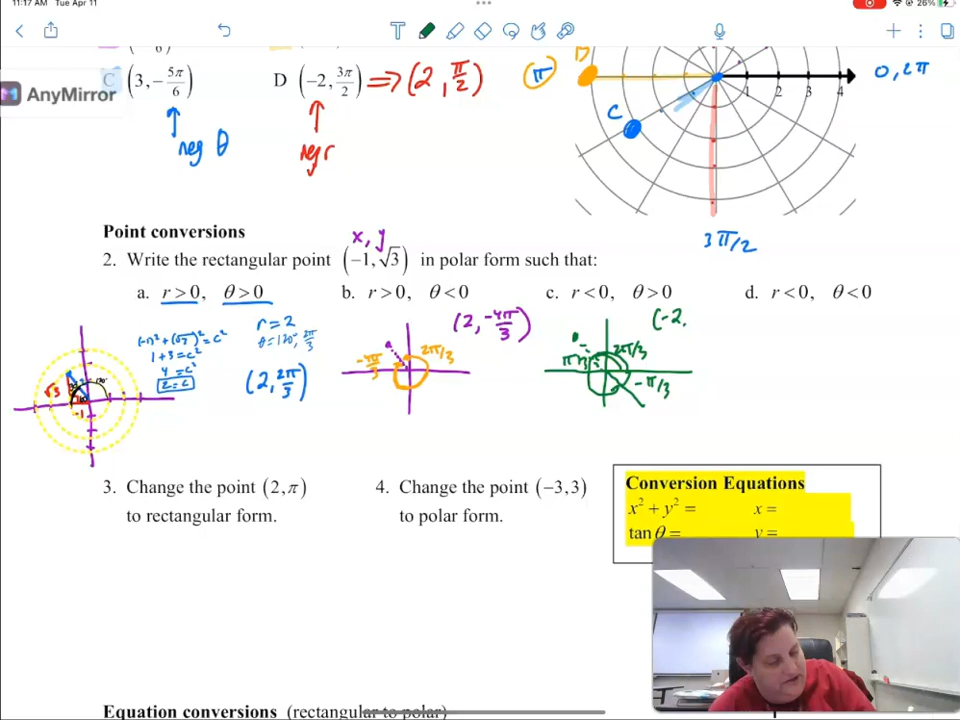 11:17 AM Tue Apr 11
26%
C (3, −5π/6)
D (−2, 3π/2) ⇒ (2, π/2)
AnyMirror
neg θ
neg r
(π)
0, 2π
1 2 3 4
C
3π/2
Point conversions
x, y
2. Write the rectangular point (−1, √3) in polar form such that:
a. r > 0, θ > 0
b. r > 0, θ < 0
c. r < 0, θ > 0
d. r < 0, θ < 0
(-1)² + (√3)² = c²
1 + 3 = c²
4 = c²
2 = c
r = 2
θ = 120°, 2π/3
(2, 2π/3)
√3
-1
(2, -4π/3)
-4π/3
2π/3
(-2,
2π/3
π/3
-π/3
3. Change the point (2, π)
to rectangular form.
4. Change the point (−3, 3)
to polar form.
Conversion Equations
x² + y² =
x =
tan θ =
y =
Equation conversions (rectangular to polar)